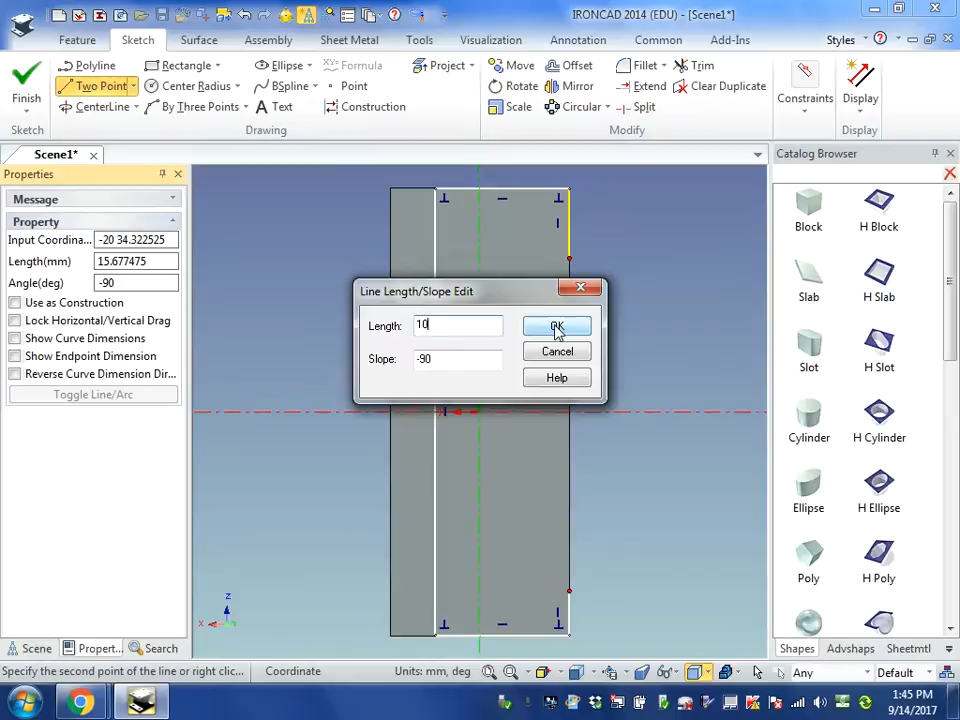 IRONCAD 2014 (EDU) - [Scene1*]
Feature Sketch Surface Assembly Sheet Metal Tools Visualization Annotation Common Add-Ins Styles
Polyline Rectangle Ellipse Formula Project Move Offset Fillet Trim
Two Point Center Radius BSpline Point Rotate Mirror Extend Clear Duplicate
Finish Constraints Display
CenterLine By Three Points Text Construction Scale Circular Split
Sketch Drawing Modify Display
Scene1*
Catalog Browser
Properties
Message
Property
Input Coordina... -20 34.322525
Length(mm) 15.677475
Angle(deg) -90
Use as Construction
Lock Horizontal/Vertical Drag
Show Curve Dimensions
Show Endpoint Dimension
Reverse Curve Dimension Dir...
Toggle Line/Arc
Line Length/Slope Edit
Length: 10 OK
Slope: -90 Cancel
Help
Block H Block
Slab H Slab
Slot H Slot
Cylinder H Cylinder
Ellipse H Ellipse
Poly H Poly
z
x
Scene Propert... Search
Shapes Advshaps Sheetmtl
Specify the second point of the line or right clic... Coordinate Units: mm, deg Any Default
1:45 PM
9/14/2017